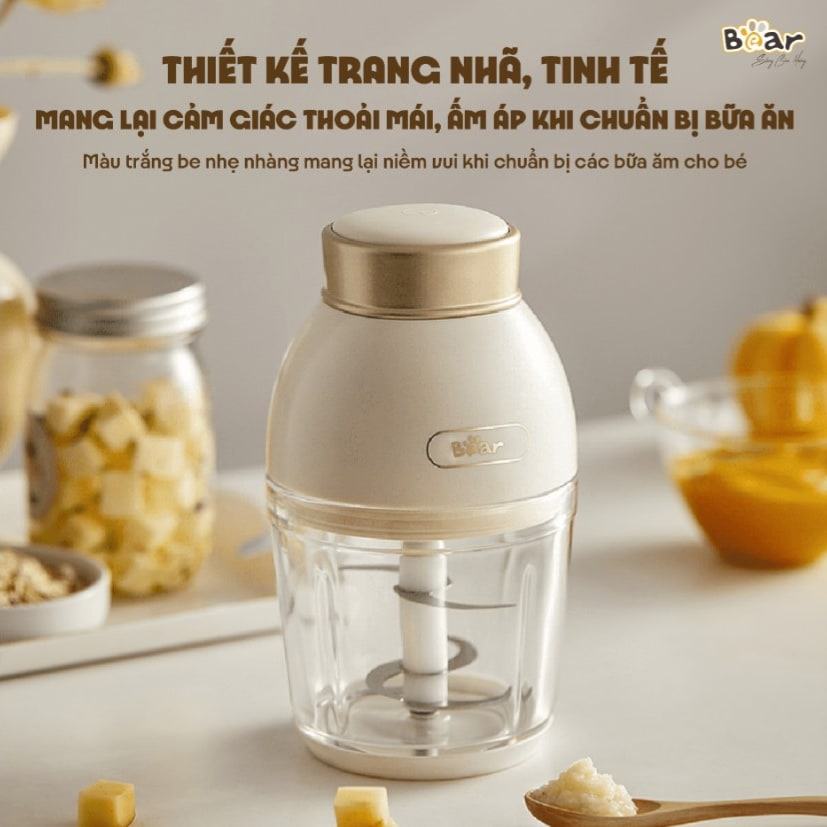 Bear
THIẾT KẾ TRANG NHÃ, TINH TẾ
MANG LẠI CẢM GIÁC THOẢI MÁI, ẤM ÁP KHI CHUẨN BỊ BỮA ĂN
Màu trắng be nhẹ nhàng mang lại niềm vui khi chuẩn bị các bữa ăm cho bé
Bear